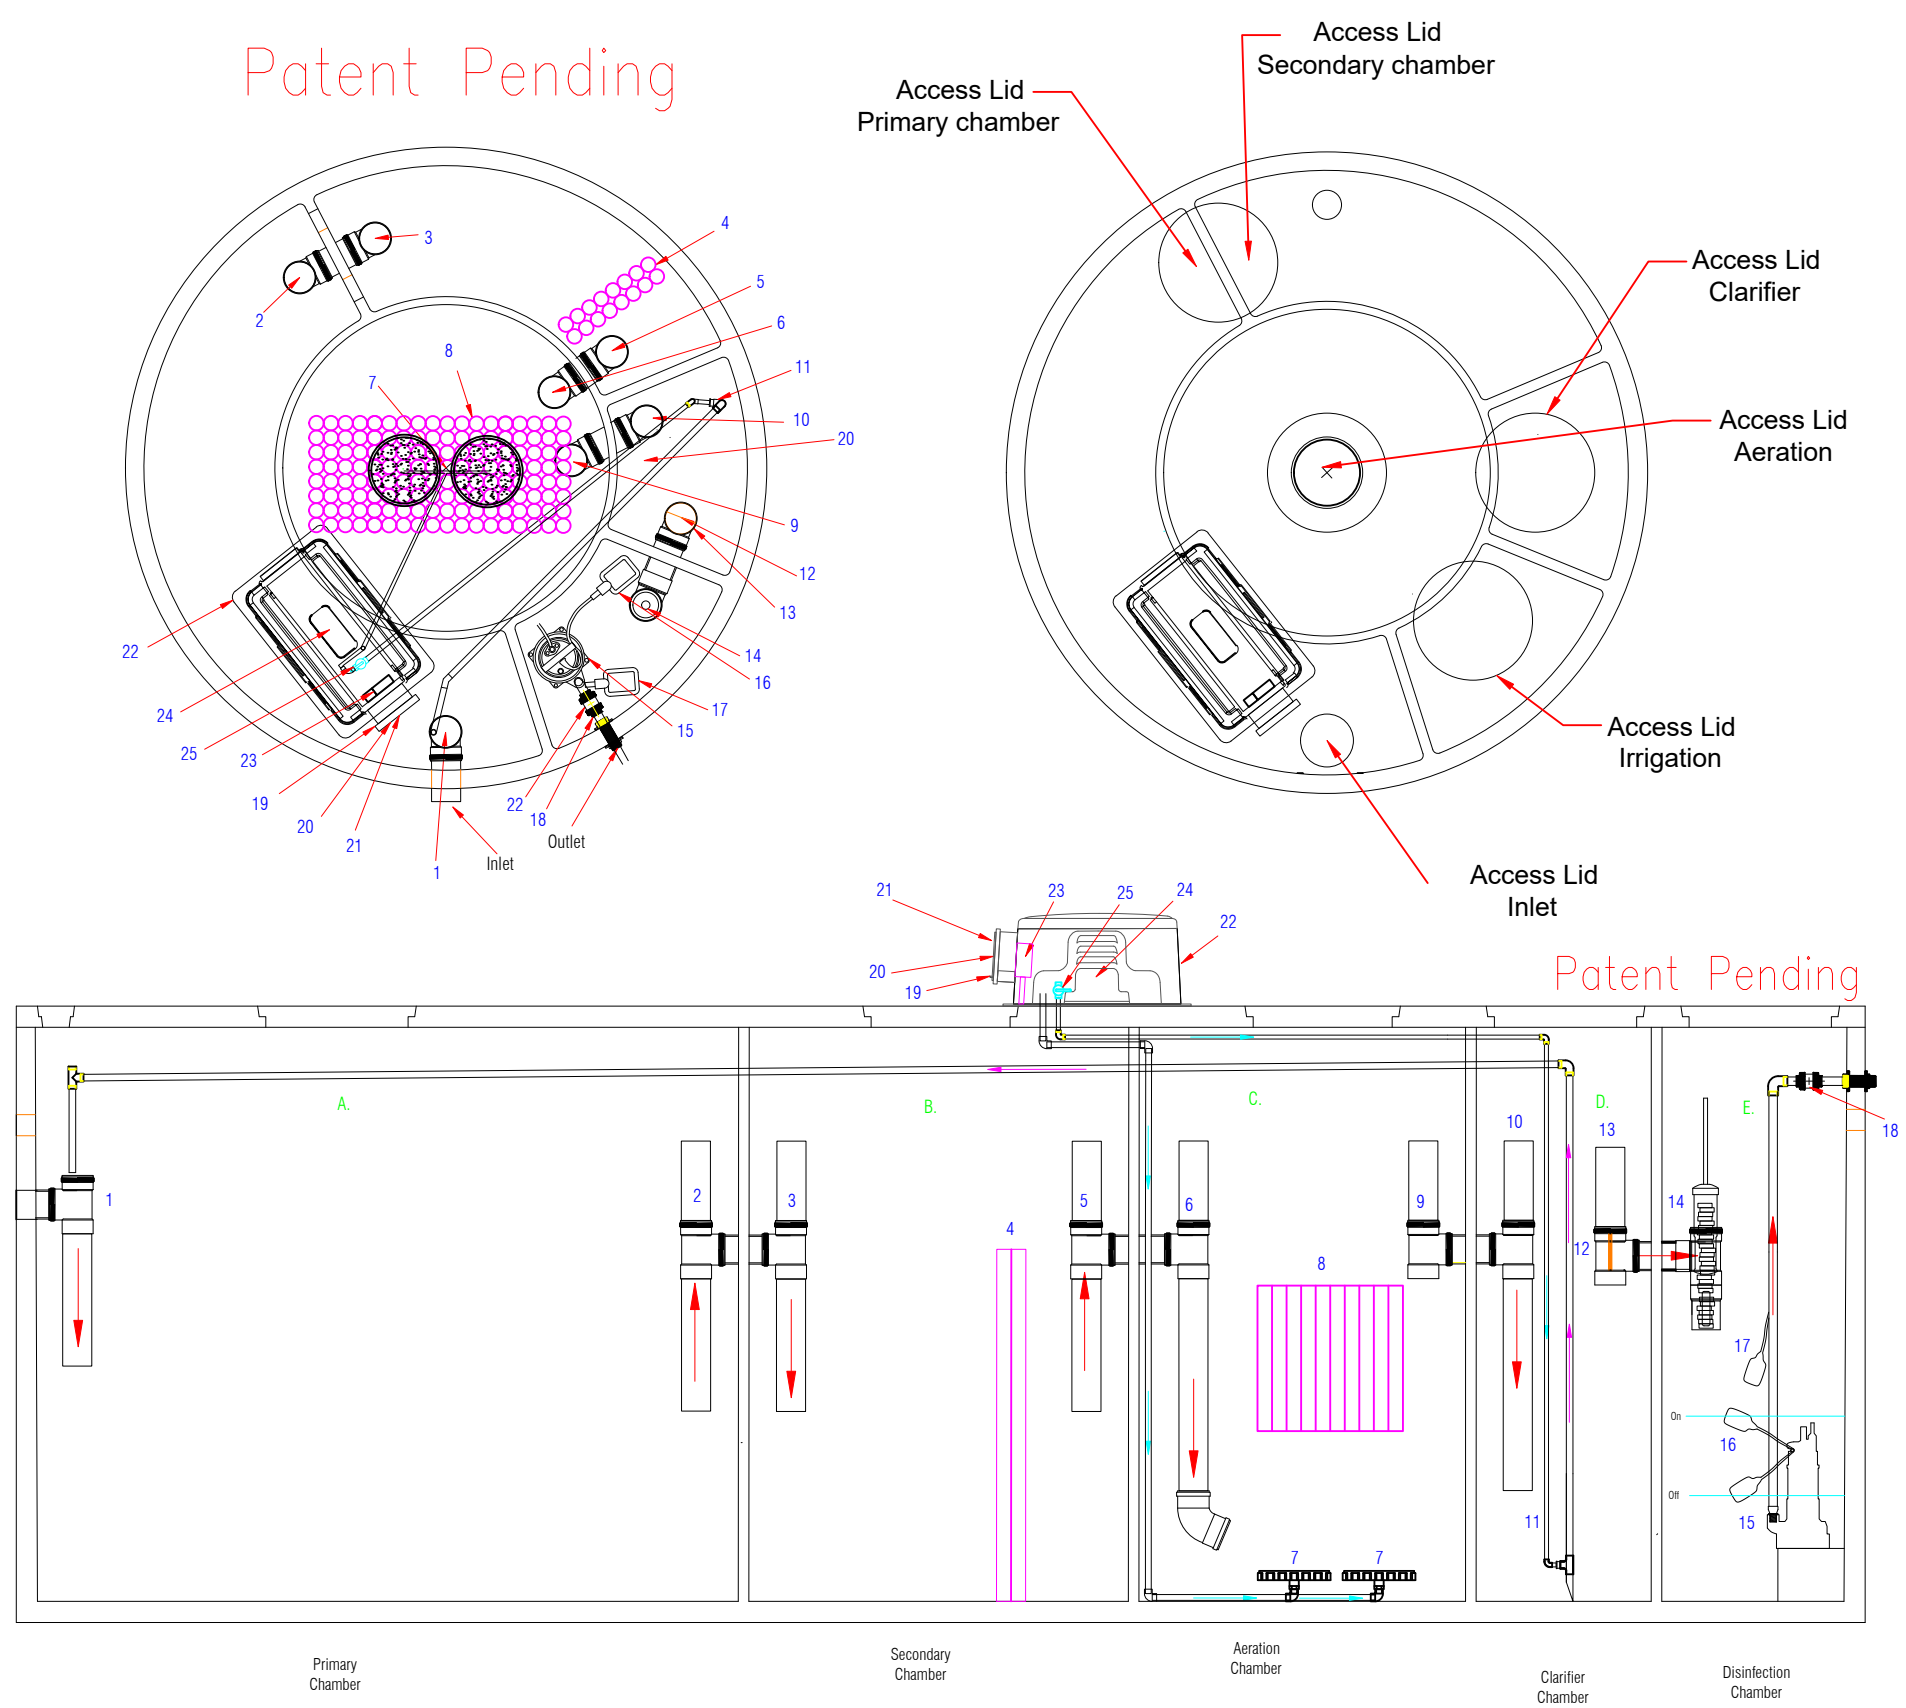 Patent Pending
Access Lid
Secondary chamber
Access Lid
Primary chamber
Access Lid
Clarifier
Access Lid
Aeration
Access Lid
Irrigation
Access Lid
Inlet
3
2
4
5
6
8
7
11
10
20
9
12
13
14
16
17
15
22
24
25
23
19
20
21
22
18
Outlet
Inlet
1
21
23
25
24
22
20
19
Patent Pending
A.
B.
C.
D.
E.
1
2
3
4
5
6
8
9
10
13
12
14
18
17
On
16
Off
15
11
7
7
Primary
Chamber
Secondary
Chamber
Aeration
Chamber
Clarifier
Chamber
Disinfection
Chamber